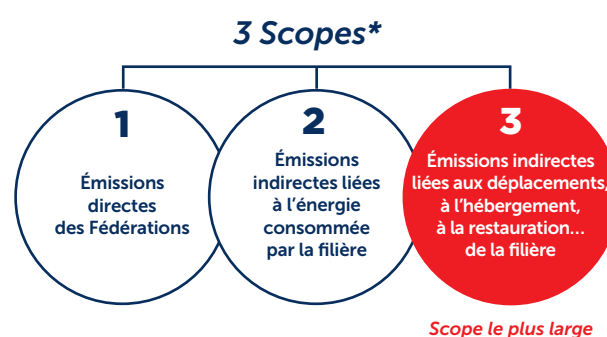 3 Scopes*
1
Émissions
directes
des Fédérations
2
Émissions
indirectes liées
à l'énergie
consommée
par la filière
3
Émissions indirectes
liées aux déplacements,
à l'hébergement,
à la restauration...
de la filière
Scope le plus large